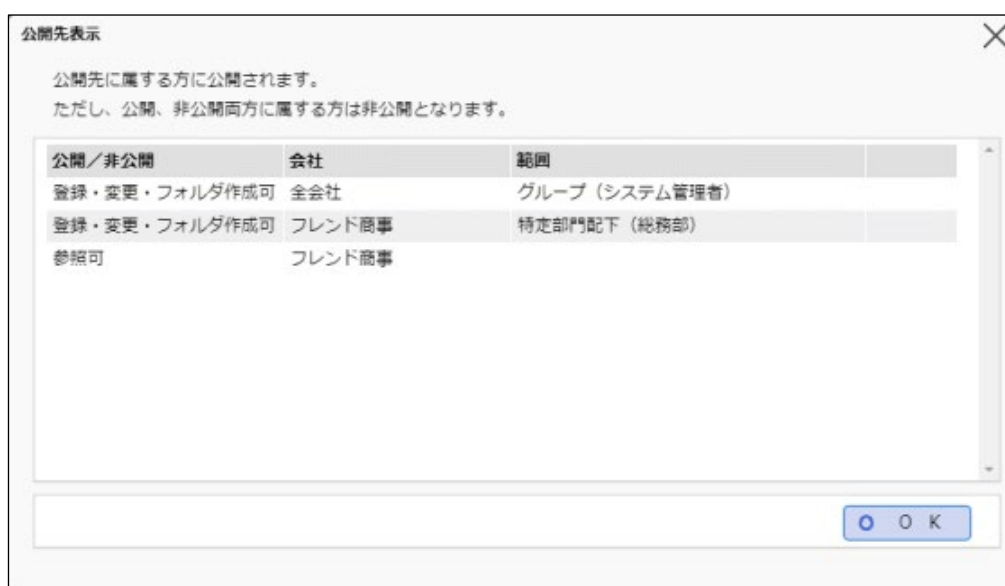 公開先表示
公開先に属する方に公開されます。
ただし、公開、非公開両方に属する方は非公開となります。
公開／非公開 会社 範囲
登録・変更・フォルダ作成可 全会社 グループ（システム管理者）
登録・変更・フォルダ作成可 フレンド商事 特定部門配下（総務部）
参照可 フレンド商事
O K